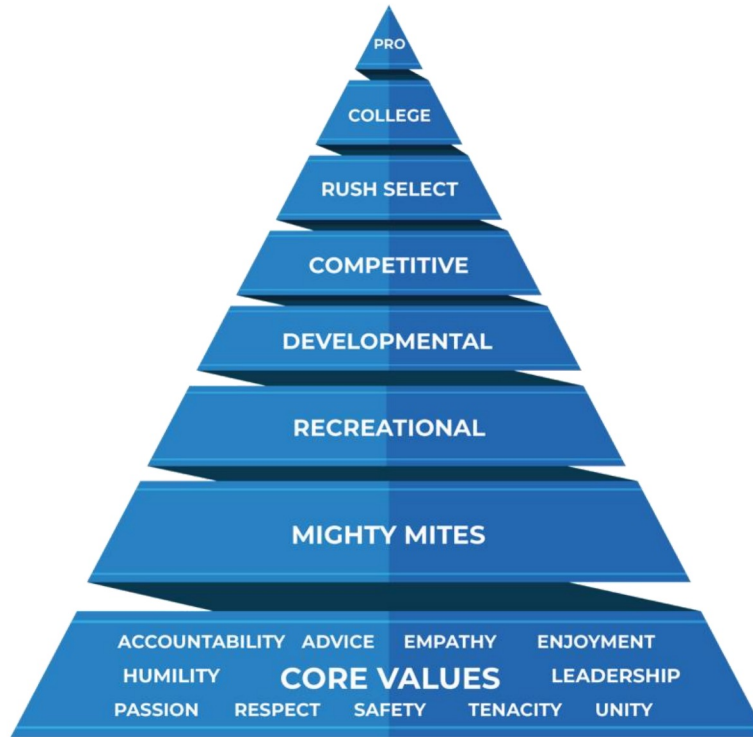 PRO
COLLEGE
RUSH SELECT
COMPETITIVE
DEVELOPMENTAL
RECREATIONAL
MIGHTY MITES
ACCOUNTABILITY ADVICE EMPATHY ENJOYMENT
HUMILITY CORE VALUES LEADERSHIP
PASSION RESPECT SAFETY TENACITY UNITY